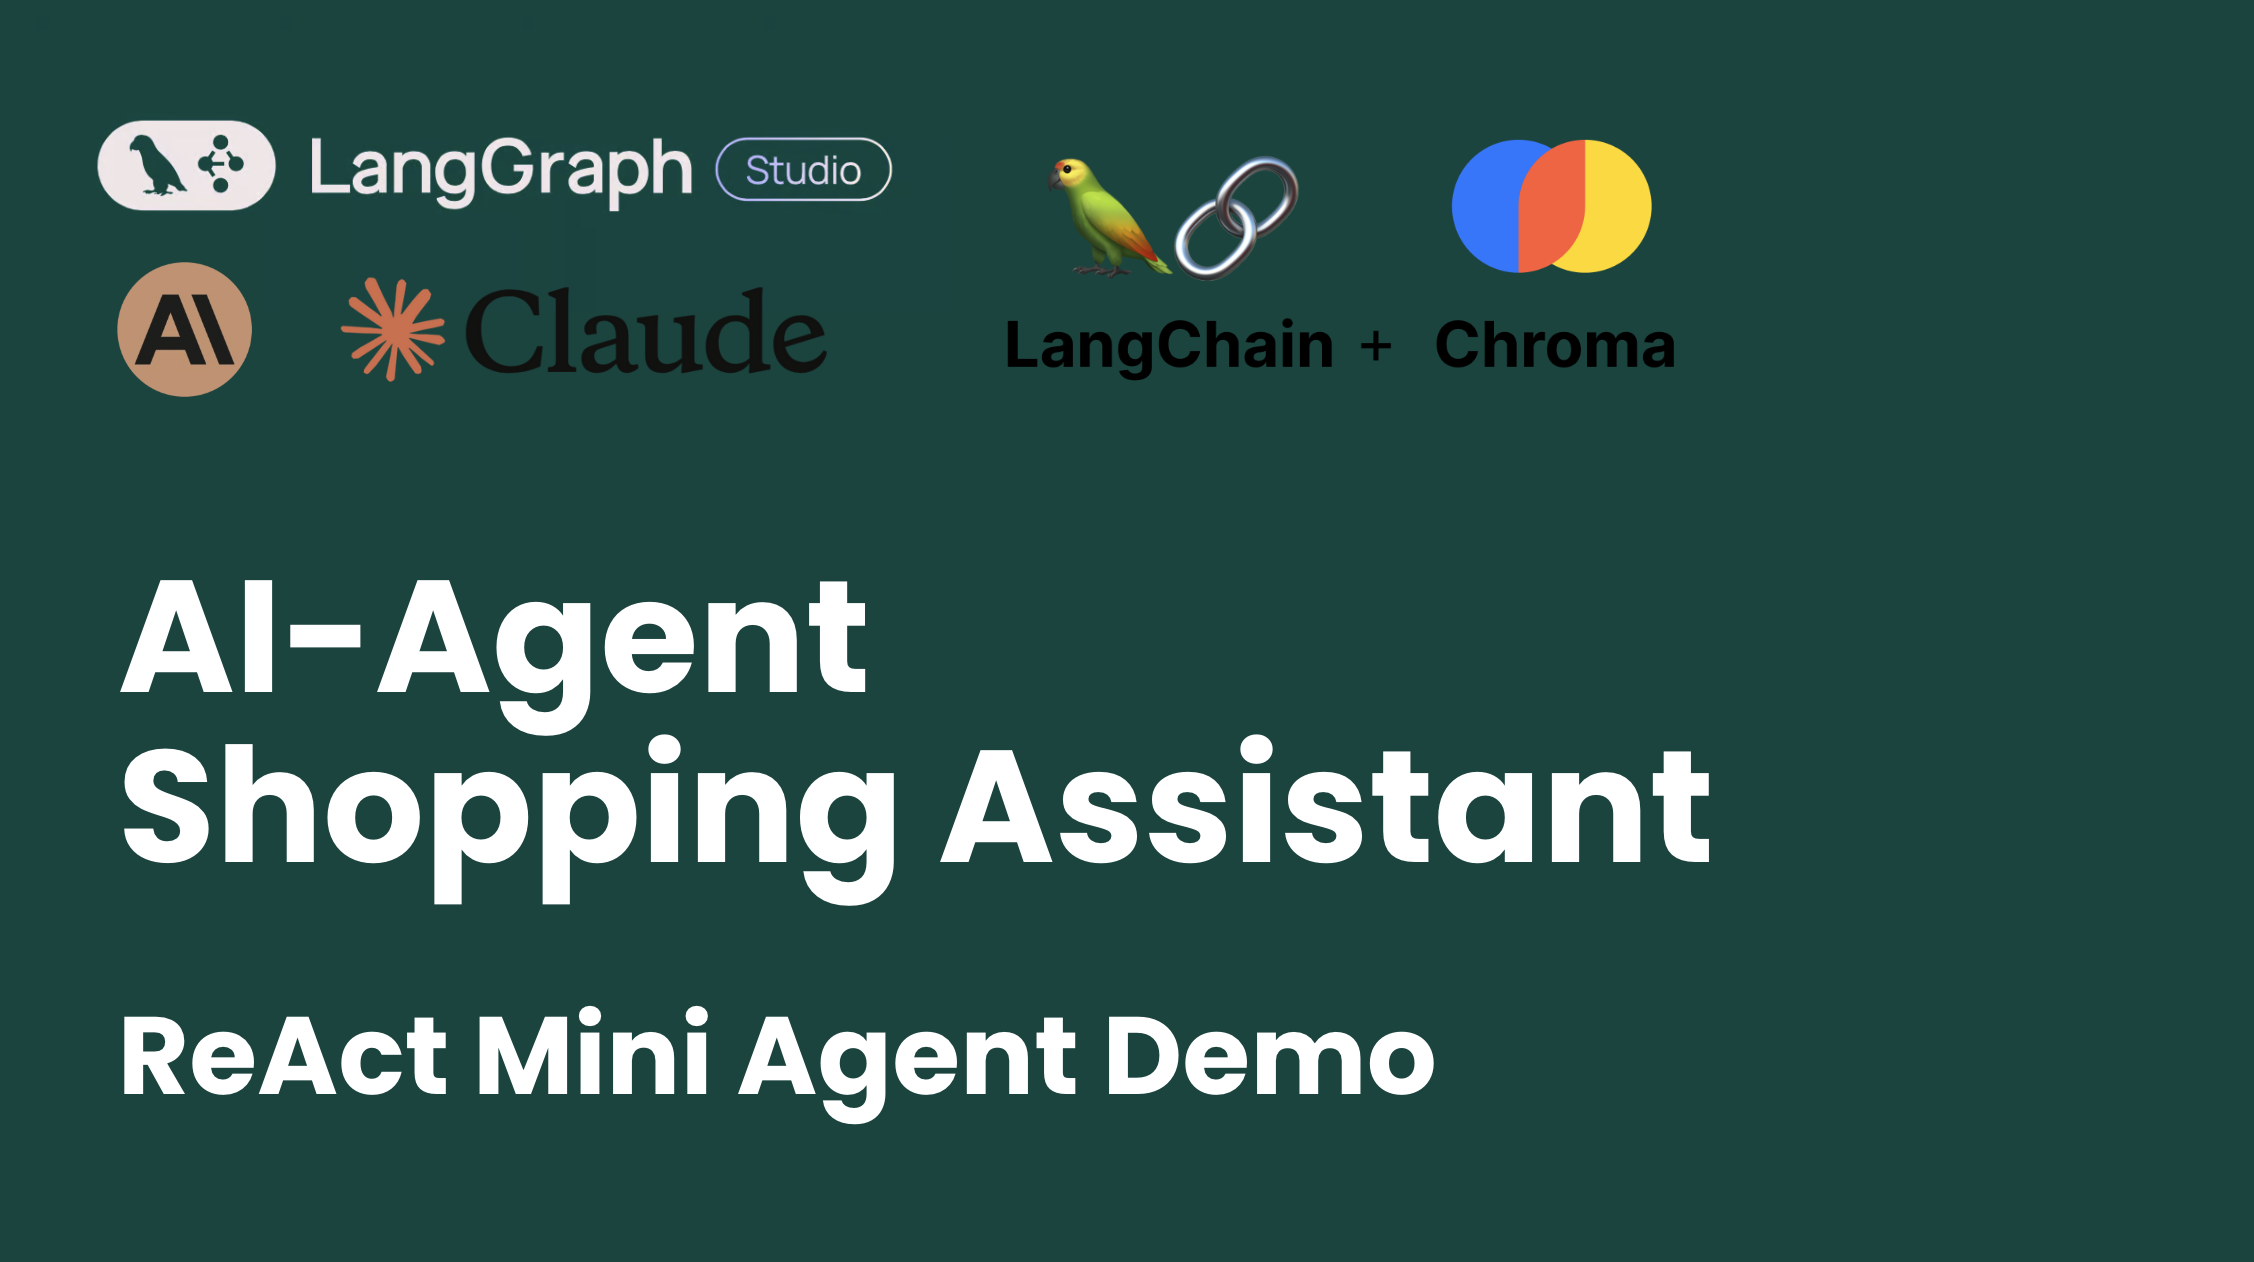 LangGraph Studio
AI Claude
LangChain + Chroma
AI-Agent
Shopping Assistant
ReAct Mini Agent Demo